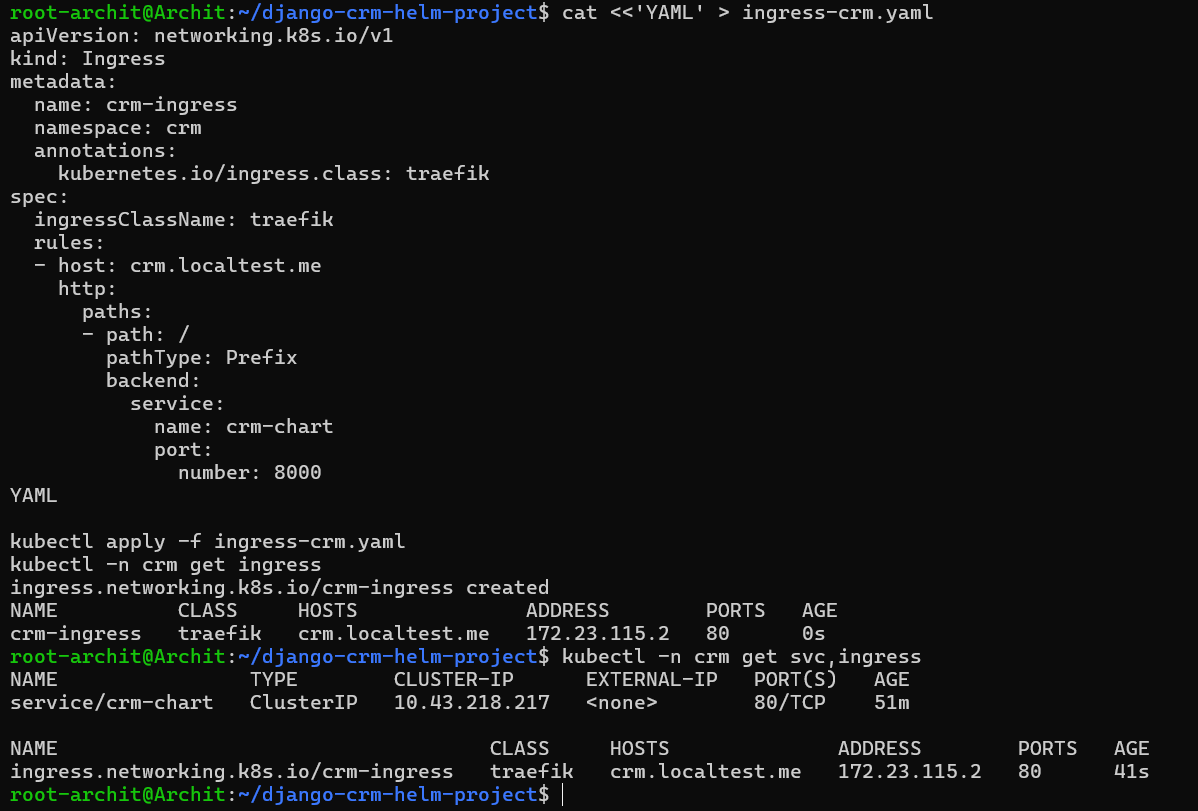 root-archit@Archit:~/django-crm-helm-project$ cat <<'YAML' > ingress-crm.yaml
apiVersion: networking.k8s.io/v1
kind: Ingress
metadata:
  name: crm-ingress
  namespace: crm
  annotations:
    kubernetes.io/ingress.class: traefik
spec:
  ingressClassName: traefik
  rules:
  - host: crm.localtest.me
    http:
      paths:
      - path: /
        pathType: Prefix
        backend:
          service:
            name: crm-chart
            port:
              number: 8000
YAML

kubectl apply -f ingress-crm.yaml
kubectl -n crm get ingress
ingress.networking.k8s.io/crm-ingress created
NAME          CLASS     HOSTS              ADDRESS        PORTS   AGE
crm-ingress   traefik   crm.localtest.me   172.23.115.2   80      0s
root-archit@Archit:~/django-crm-helm-project$ kubectl -n crm get svc,ingress
NAME                TYPE        CLUSTER-IP      EXTERNAL-IP   PORT(S)   AGE
service/crm-chart   ClusterIP   10.43.218.217   <none>        80/TCP    51m

NAME                                    CLASS     HOSTS              ADDRESS        PORTS   AGE
ingress.networking.k8s.io/crm-ingress   traefik   crm.localtest.me   172.23.115.2   80      41s
root-archit@Archit:~/django-crm-helm-project$